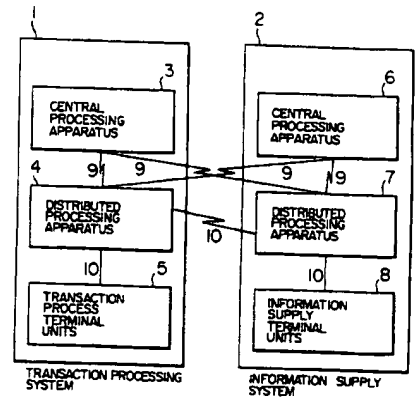 1
2
3
CENTRAL
PROCESSING
APPARATUS
6
CENTRAL
PROCESSING
APPARATUS
4
9
9
9
9
7
DISTRIBUTED
PROCESSING
APPARATUS
10
DISTRIBUTED
PROCESSING
APPARATUS
10
5
TRANSACTION
PROCESS
TERMINAL
UNITS
10
8
INFORMATION
SUPPLY
TERMINAL
UNITS
TRANSACTION PROCESSING
SYSTEM
INFORMATION SUPPLY
SYSTEM